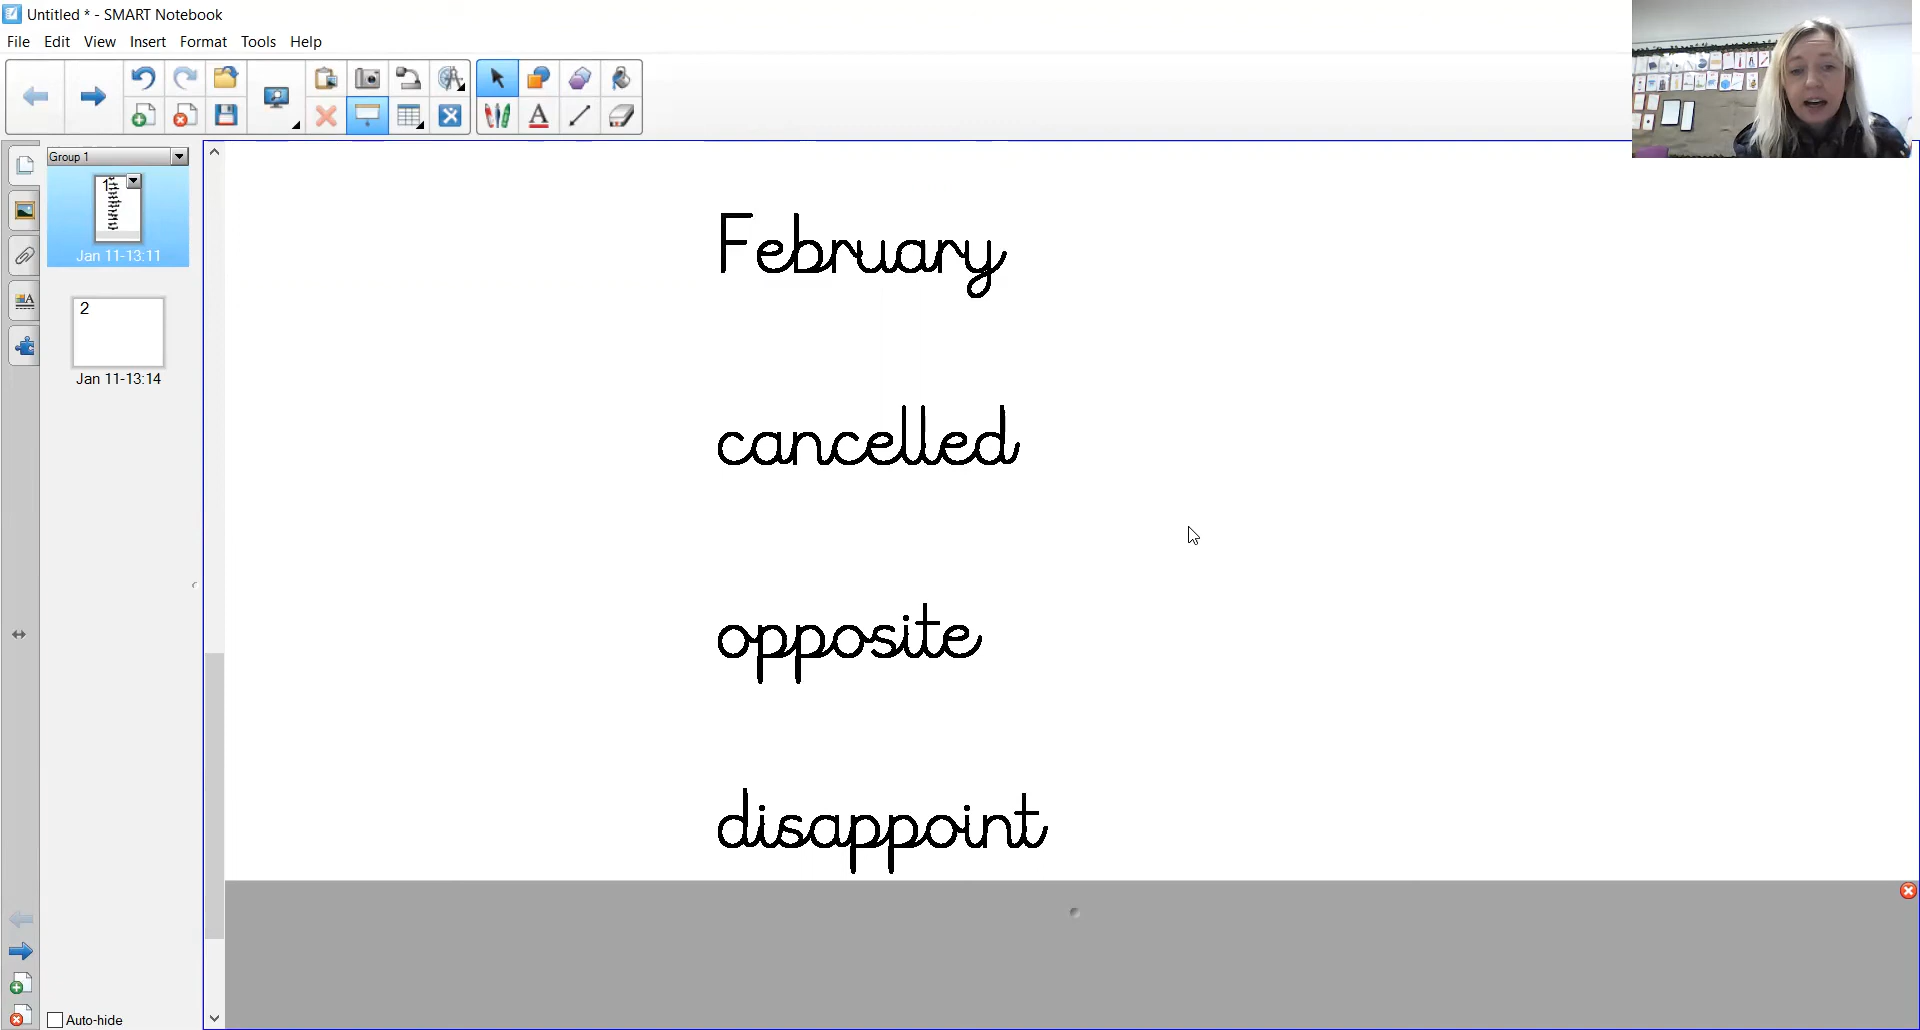 Untitled * - SMART Notebook
File Edit View Insert Format Tools Help
Group 1
1
Jan 11-13:11
2
Jan 11-13:14
Auto-hide
February
cancelled
opposite
disappoint